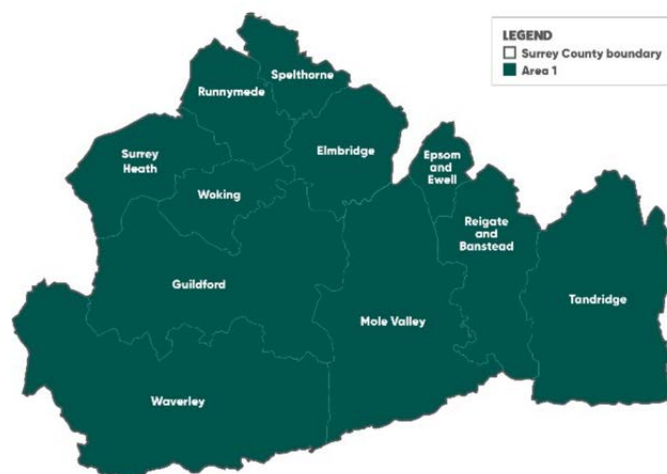 LEGEND
Surrey County boundary
Area 1
Spelthorne
Runnymede
Elmbridge
Epsom
and
Ewell
Surrey
Heath
Woking
Reigate
and
Banstead
Guildford
Tandridge
Mole Valley
Waverley